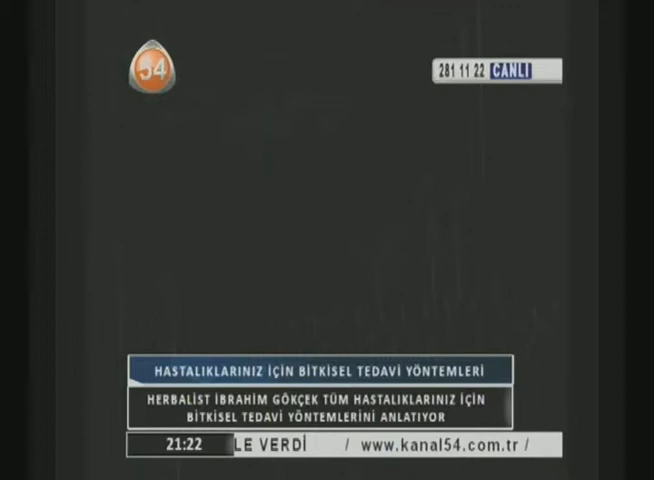 54
281 11 22 CANLI
HASTALIKLARINIZ İÇİN BİTKİSEL TEDAVİ YÖNTEMLERİ
HERBALİST İBRAHİM GÖKÇEK TÜM HASTALIKLARINIZ İÇİN
BİTKİSEL TEDAVİ YÖNTEMLERİNİ ANLATIYOR
21:22 LE VERDİ / www.kanal54.com.tr /